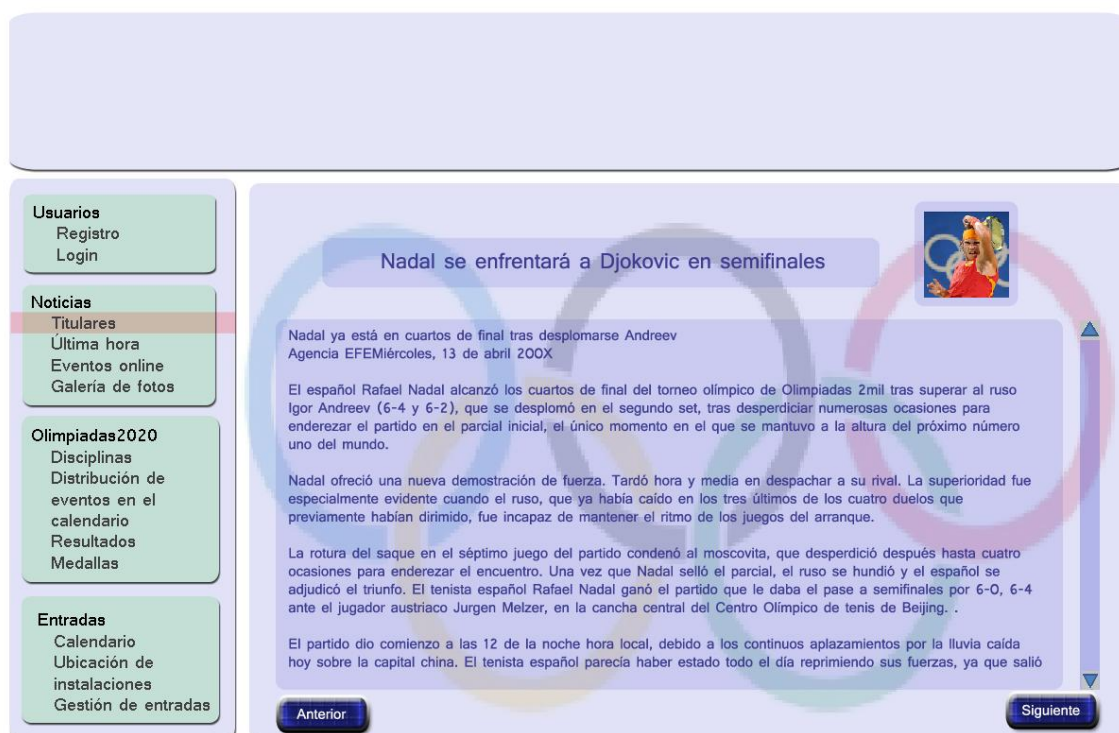 Usuarios
Registro
Login
Noticias
Titulares
Última hora
Eventos online
Galería de fotos
Olimpiadas2020
Disciplinas
Distribución de
eventos en el
calendario
Resultados
Medallas
Entradas
Calendario
Ubicación de
instalaciones
Gestión de entradas
Nadal se enfrentará a Djokovic en semifinales
Nadal ya está en cuartos de final tras desplomarse Andreev
Agencia EFEMiércoles, 13 de abril 200X
El español Rafael Nadal alcanzó los cuartos de final del torneo olímpico de Olimpiadas 2mil tras superar al ruso
Igor Andreev (6-4 y 6-2), que se desplomó en el segundo set, tras desperdiciar numerosas ocasiones para
enderezar el partido en el parcial inicial, el único momento en el que se mantuvo a la altura del próximo número
uno del mundo.
Nadal ofreció una nueva demostración de fuerza. Tardó hora y media en despachar a su rival. La superioridad fue
especialmente evidente cuando el ruso, que ya había caído en los tres últimos de los cuatro duelos que
previamente habían dirimido, fue incapaz de mantener el ritmo de los juegos del arranque.
La rotura del saque en el séptimo juego del partido condenó al moscovita, que desperdició después hasta cuatro
ocasiones para enderezar el encuentro. Una vez que Nadal selló el parcial, el ruso se hundió y el español se
adjudicó el triunfo. El tenista español Rafael Nadal ganó el partido que le daba el pase a semifinales por 6-0, 6-4
ante el jugador austriaco Jurgen Melzer, en la cancha central del Centro Olímpico de tenis de Beijing. .
El partido dio comienzo a las 12 de la noche hora local, debido a los continuos aplazamientos por la lluvia caída
hoy sobre la capital china. El tenista español parecía haber estado todo el día reprimiendo sus fuerzas, ya que salió
Anterior
Siguiente